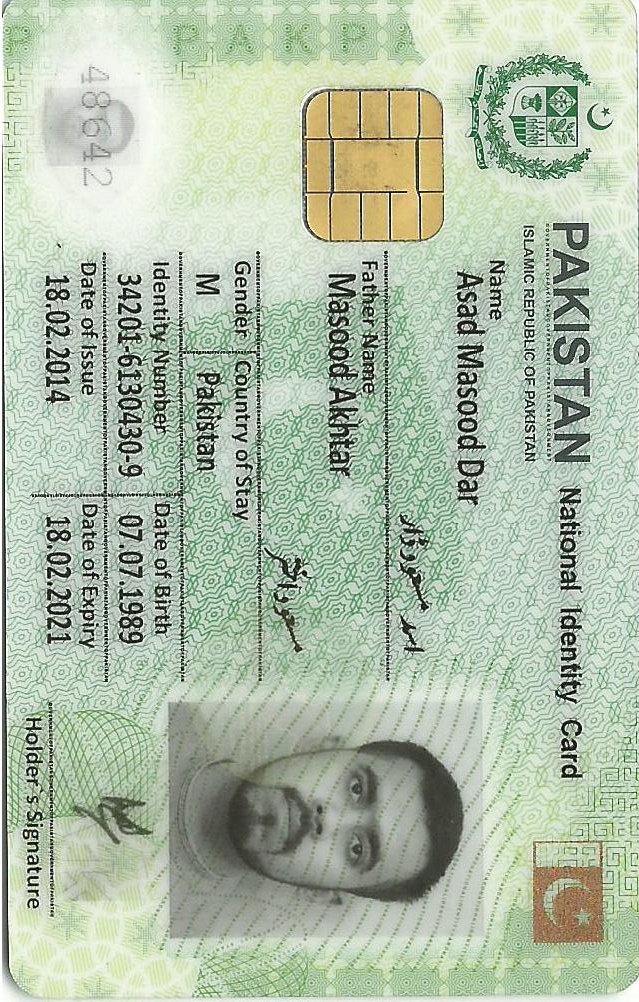 PAKISTAN National Identity Card
ISLAMIC REPUBLIC OF PAKISTAN
Name
Asad Masood Dar
اسد مسعود ڈار
Father Name
Masood Akhtar
مسعود اختر
Gender Country of Stay
M Pakistan
Identity Number Date of Birth
34201-6130430-9 07.07.1989
Date of Issue Date of Expiry
18.02.2014 18.02.2021
Holder's Signature
48642